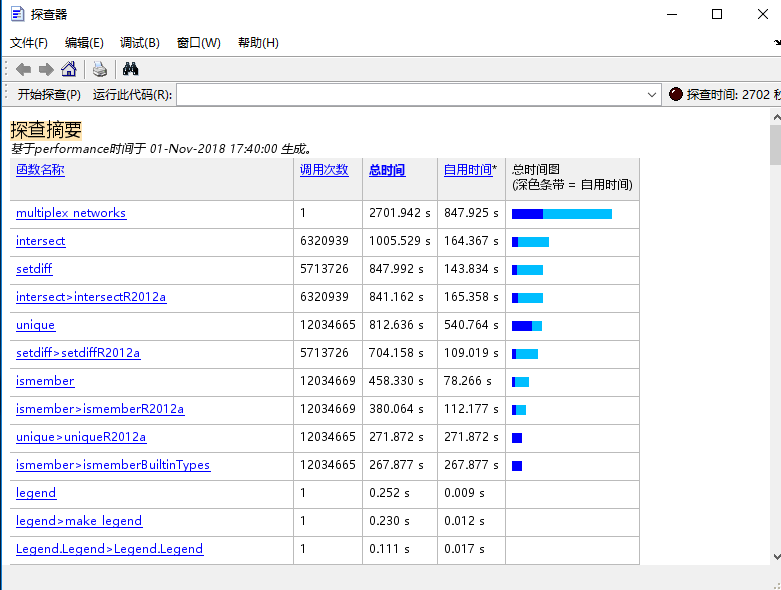 探查器
文件(F) 编辑(E) 调试(B) 窗口(W) 帮助(H)
开始探查(P) 运行此代码(R): 探查时间: 2702 秒
探查摘要
基于performance时间于 01-Nov-2018 17:40:00 生成。
函数名称 调用次数 总时间 自用时间* 总时间图
(深色条带 = 自用时间)
multiplex_networks 1 2701.942 s 847.925 s
intersect 6320939 1005.529 s 164.367 s
setdiff 5713726 847.992 s 143.834 s
intersect>intersectR2012a 6320939 841.162 s 165.358 s
unique 12034665 812.636 s 540.764 s
setdiff>setdiffR2012a 5713726 704.158 s 109.019 s
ismember 12034669 458.330 s 78.266 s
ismember>ismemberR2012a 12034669 380.064 s 112.177 s
unique>uniqueR2012a 12034665 271.872 s 271.872 s
ismember>ismemberBuiltinTypes 12034665 267.877 s 267.877 s
legend 1 0.252 s 0.009 s
legend>make_legend 1 0.230 s 0.012 s
Legend.Legend>Legend.Legend 1 0.111 s 0.017 s